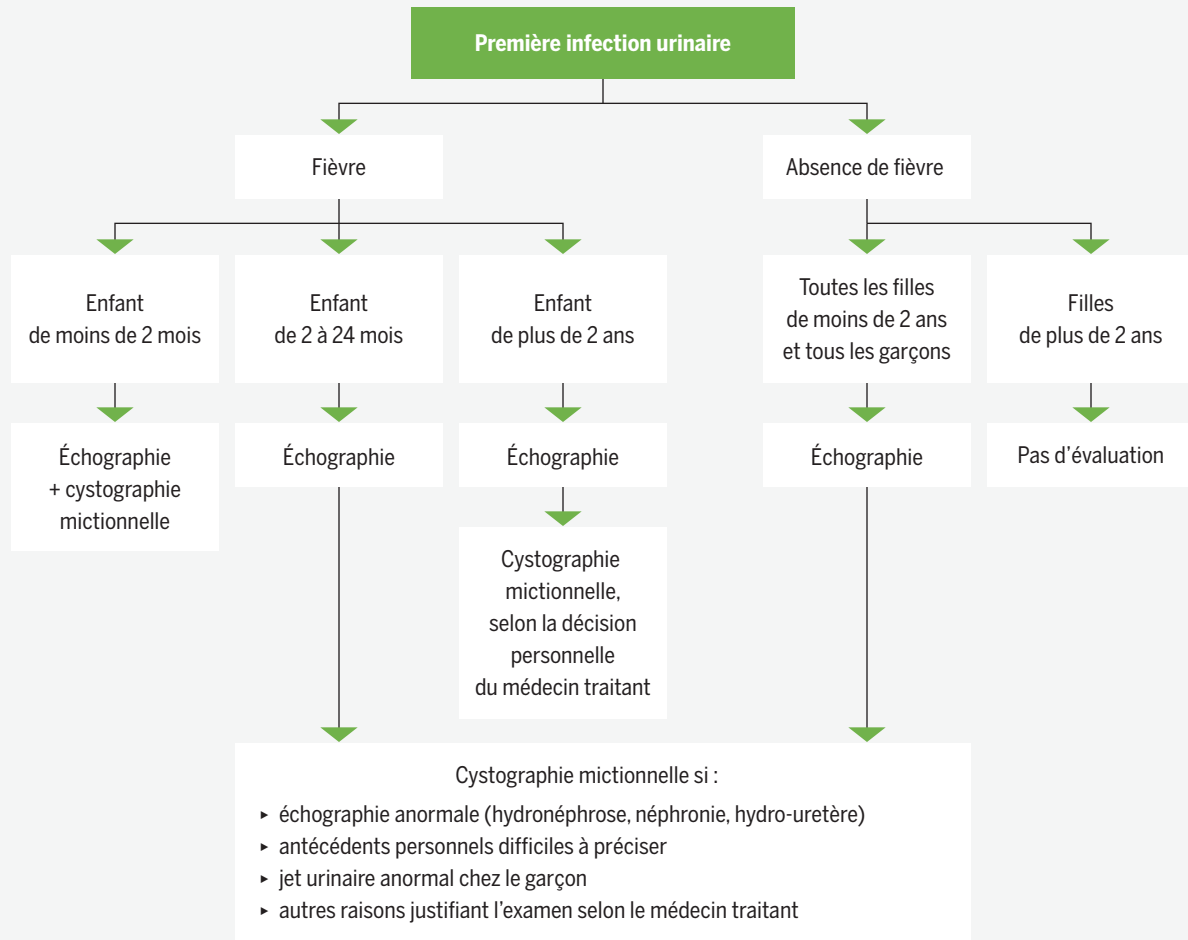 Première infection urinaire
Fièvre
Absence de fièvre
Enfant
de moins de 2 mois
Enfant
de 2 à 24 mois
Enfant
de plus de 2 ans
Toutes les filles
de moins de 2 ans
et tous les garçons
Filles
de plus de 2 ans
Échographie
+ cystographie
mictionnelle
Échographie
Échographie
Échographie
Pas d'évaluation
Cystographie
mictionnelle,
selon la décision
personnelle
du médecin traitant
Cystographie mictionnelle si :
▸ échographie anormale (hydronéphrose, néphronie, hydro-uretère)
▸ antécédents personnels difficiles à préciser
▸ jet urinaire anormal chez le garçon
▸ autres raisons justifiant l'examen selon le médecin traitant